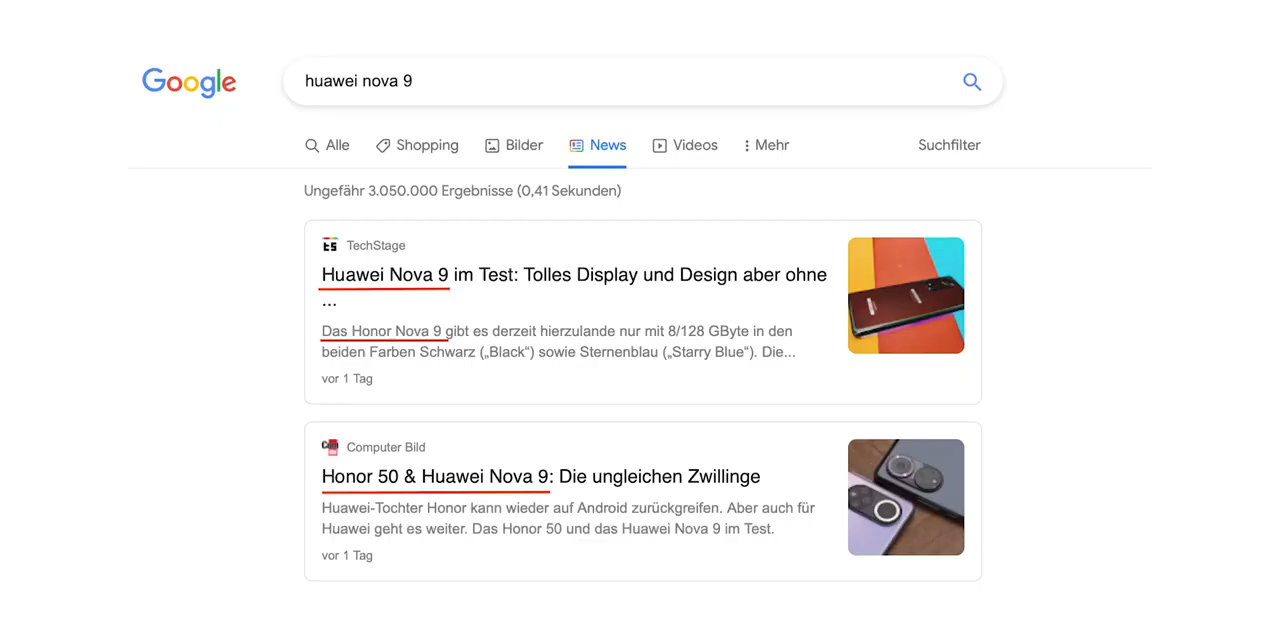 Google
huawei nova 9
Alle Shopping Bilder News Videos Mehr Suchfilter
Ungefähr 3.050.000 Ergebnisse (0,41 Sekunden)
ts TechStage
Huawei Nova 9 im Test: Tolles Display und Design aber ohne
...
Das Honor Nova 9 gibt es derzeit hierzulande nur mit 8/128 GByte in den
beiden Farben Schwarz („Black“) sowie Sternenblau („Starry Blue“). Die...
vor 1 Tag
Computer Bild
Honor 50 & Huawei Nova 9: Die ungleichen Zwillinge
Huawei-Tochter Honor kann wieder auf Android zurückgreifen. Aber auch für
Huawei geht es weiter. Das Honor 50 und das Huawei Nova 9 im Test.
vor 1 Tag